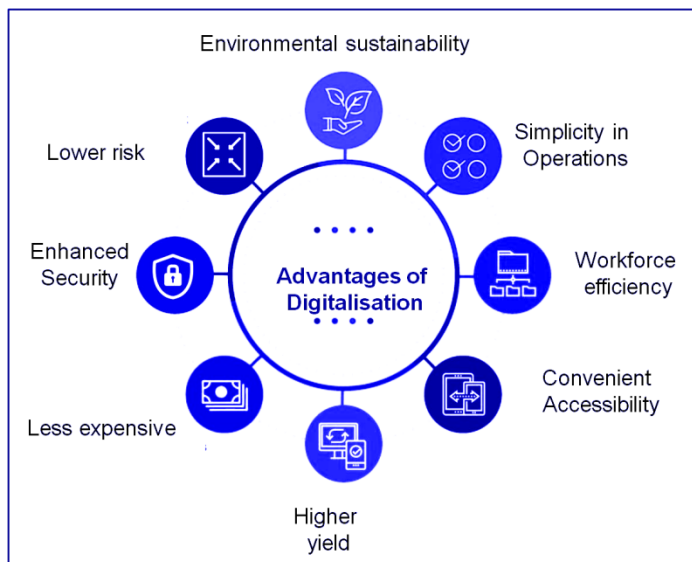 Environmental sustainability
Simplicity in
Operations
Workforce
efficiency
Convenient
Accessibility
Higher
yield
Less expensive
Enhanced
Security
Lower risk
Advantages of
Digitalisation